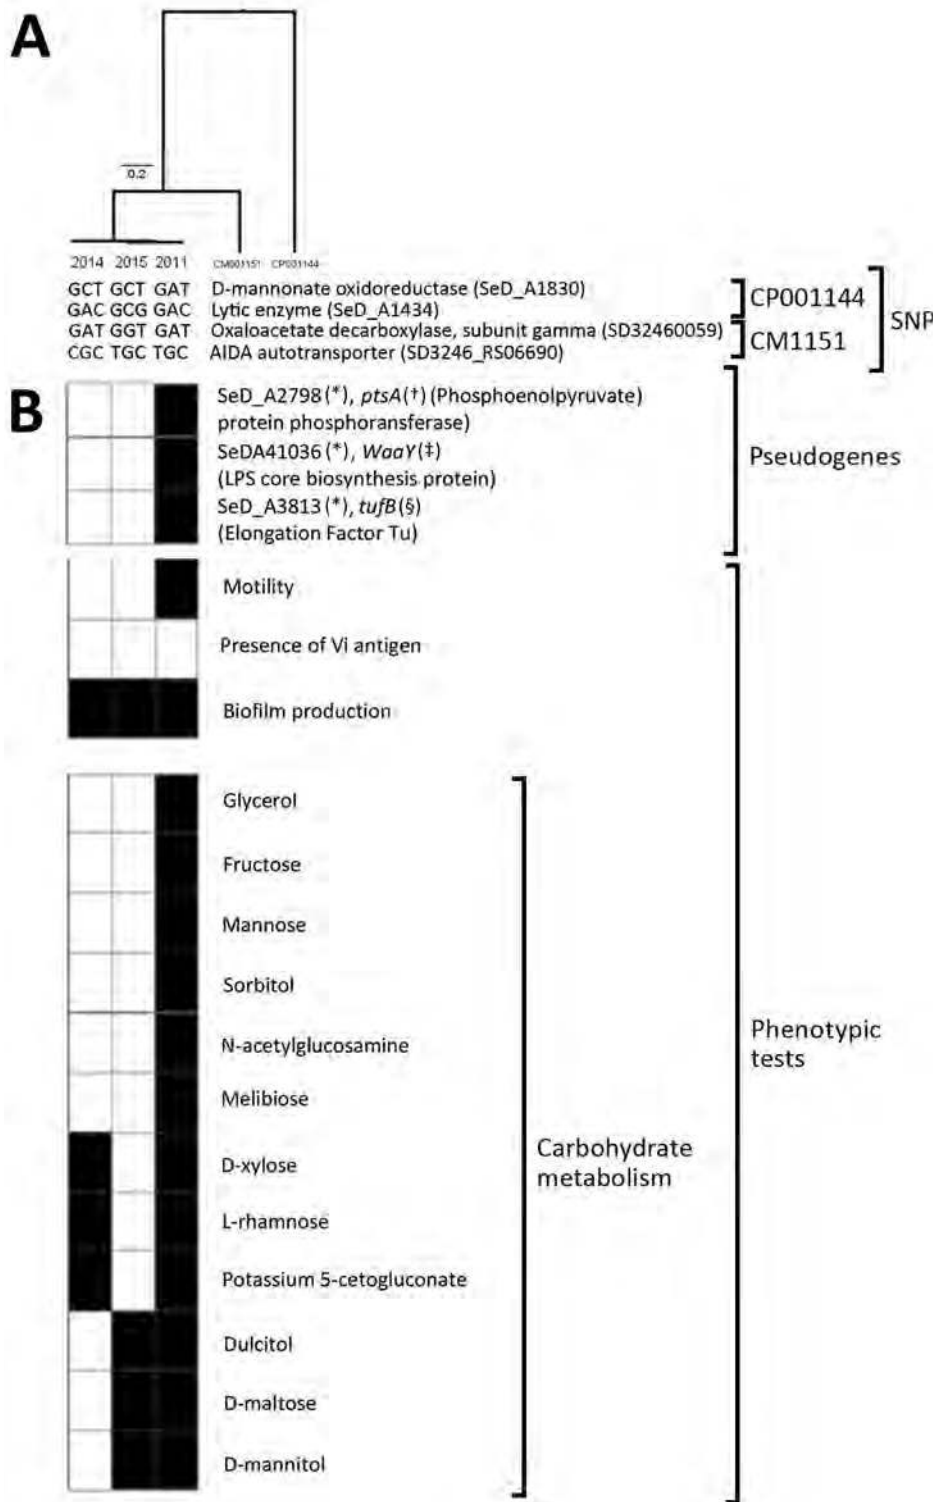 A
0.2
2014 2015 2011 CM001151 CP001144
GCT GCT GAT D-mannonate oxidoreductase (SeD_A1830)
GAC GCG GAC Lytic enzyme (SeD_A1434)
GAT GGT GAT Oxaloacetate decarboxylase, subunit gamma (SD32460059)
CGC TGC TGC AIDA autotransporter (SD3246_RS06690)
CP001144
CM1151
SNP
B
SeD_A2798(*), ptsA(†) (Phosphoenolpyruvate)
protein phosphoransferase)
SeDA41036(*), WaaY(‡)
(LPS core biosynthesis protein)
SeD_A3813(*), tufB(§)
(Elongation Factor Tu)
Pseudogenes
Motility
Presence of Vi antigen
Biofilm production
Glycerol
Fructose
Mannose
Sorbitol
N-acetylglucosamine
Melibiose
D-xylose
L-rhamnose
Potassium 5-cetogluconate
Dulcitol
D-maltose
D-mannitol
Carbohydrate
metabolism
Phenotypic
tests